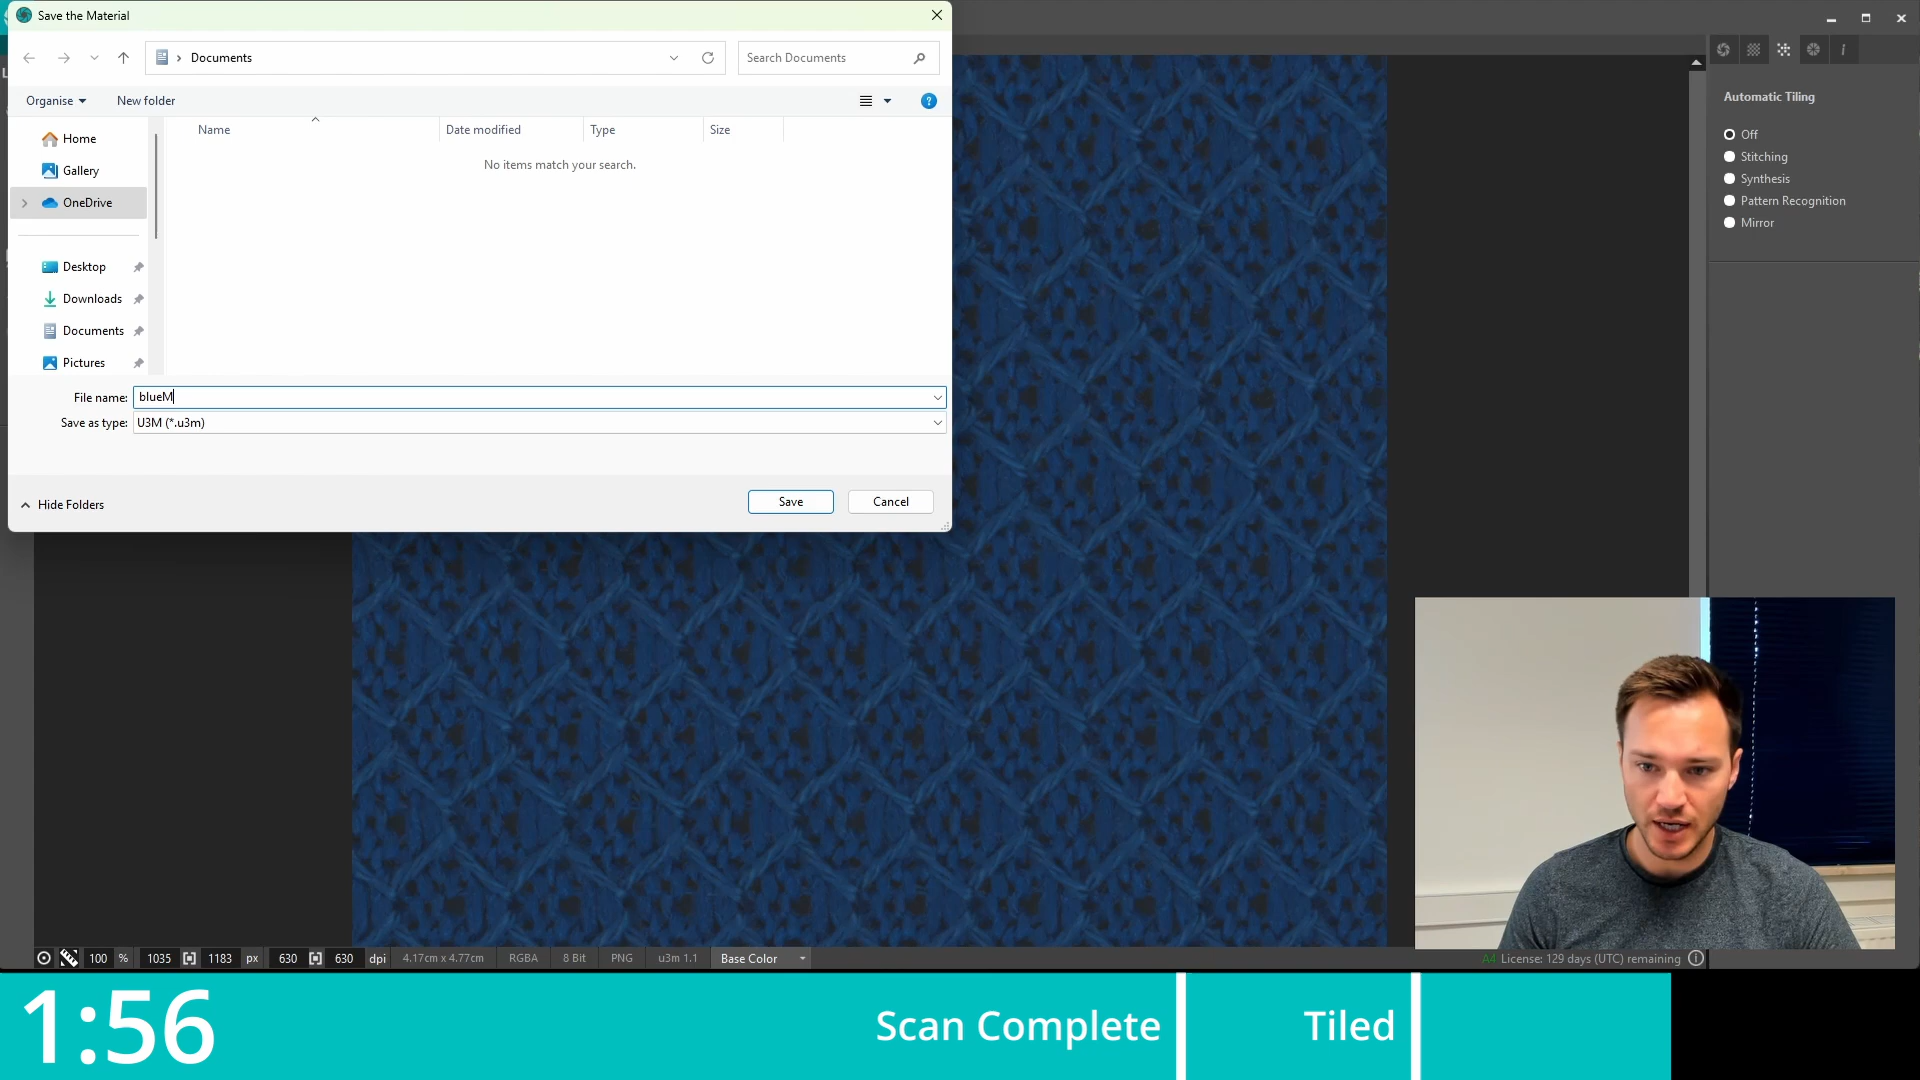 Save the Material
Documents
Search Documents
Organise
New folder
?
Name
Date modified
Type
Size
No items match your search.
Home
Gallery
OneDrive
Desktop
Downloads
Documents
Pictures
File name:
blueM
Save as type:
U3M (*.u3m)
Hide Folders
Save
Cancel
i
Automatic Tiling
Off
Stitching
Synthesis
Pattern Recognition
Mirror
100 %
1035
1183 px
630
630 dpi
4.17cm x 4.77cm
RGBA
8 Bit
PNG
u3m 1.1
Base Color
A4 License: 129 days (UTC) remaining
1:56
Scan Complete
Tiled